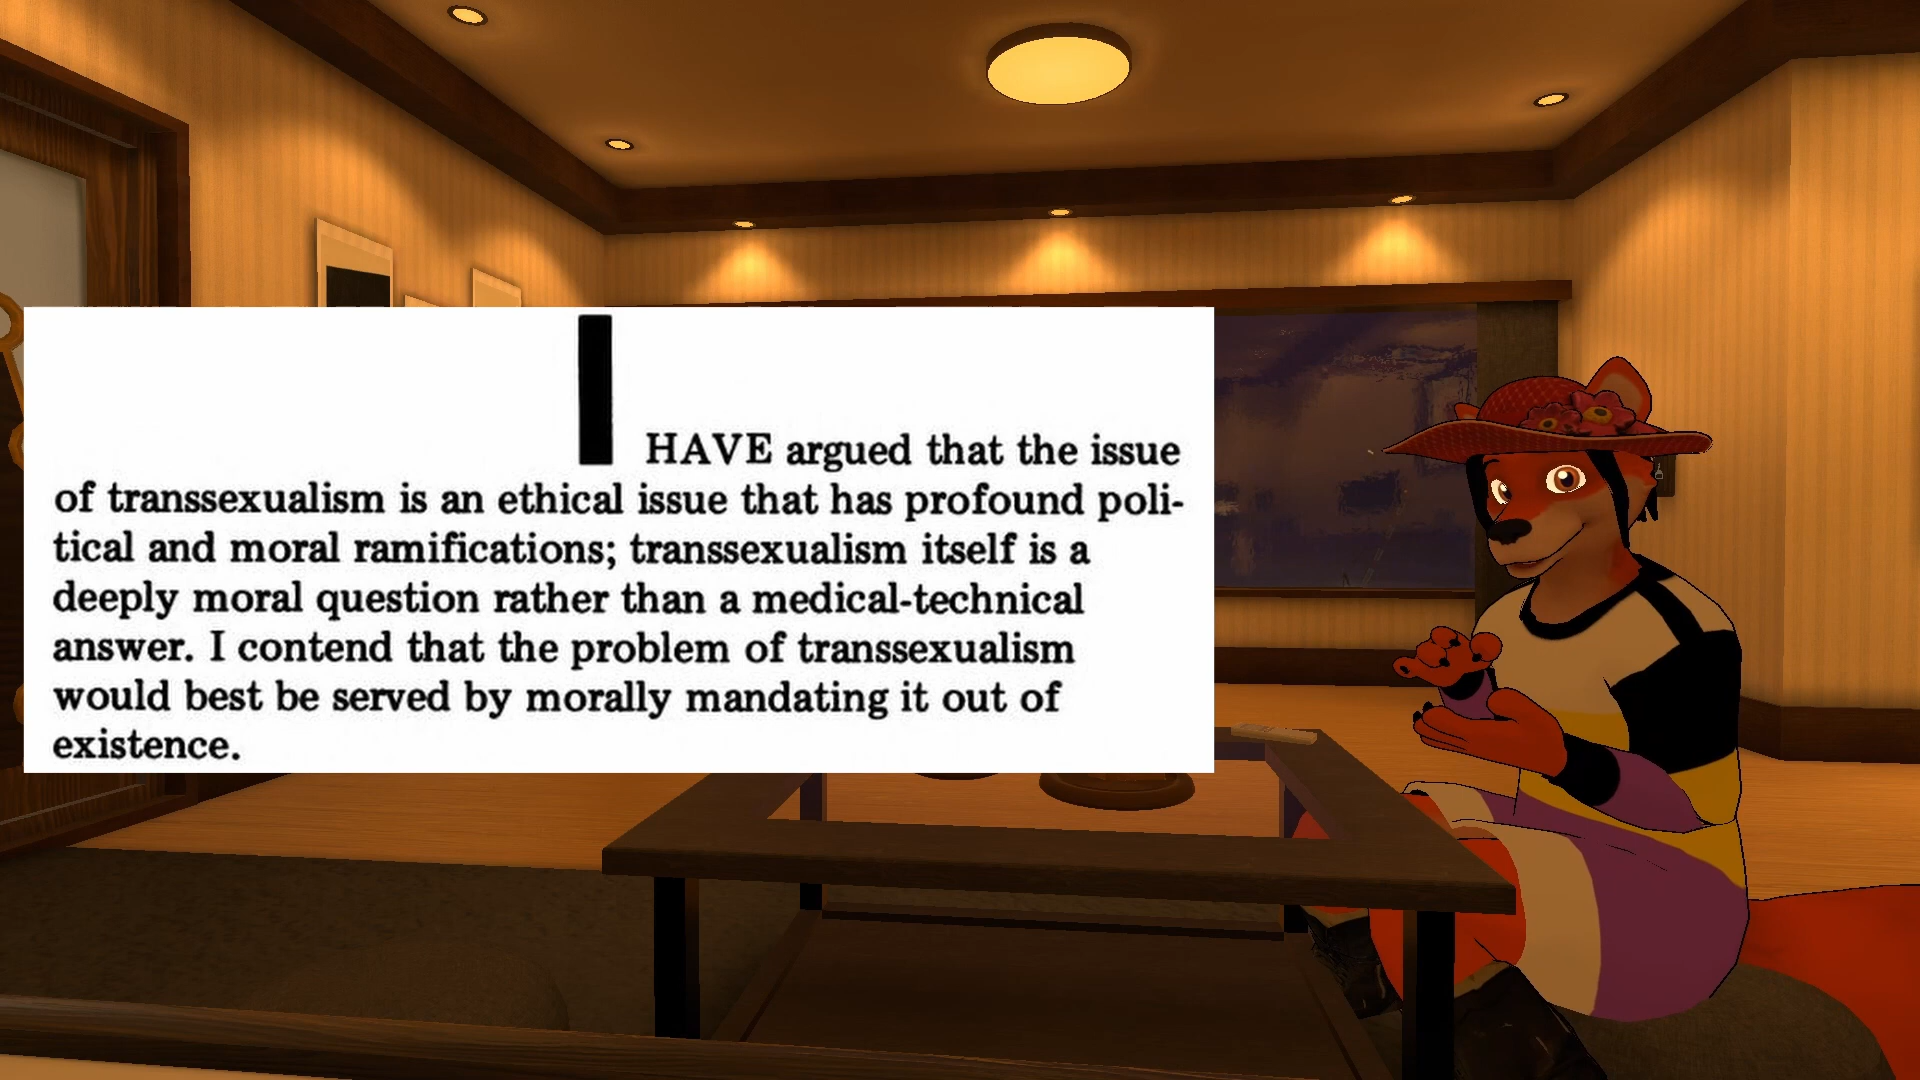 I HAVE argued that the issue
of transsexualism is an ethical issue that has profound poli-
tical and moral ramifications; transsexualism itself is a
deeply moral question rather than a medical-technical
answer. I contend that the problem of transsexualism
would best be served by morally mandating it out of
existence.